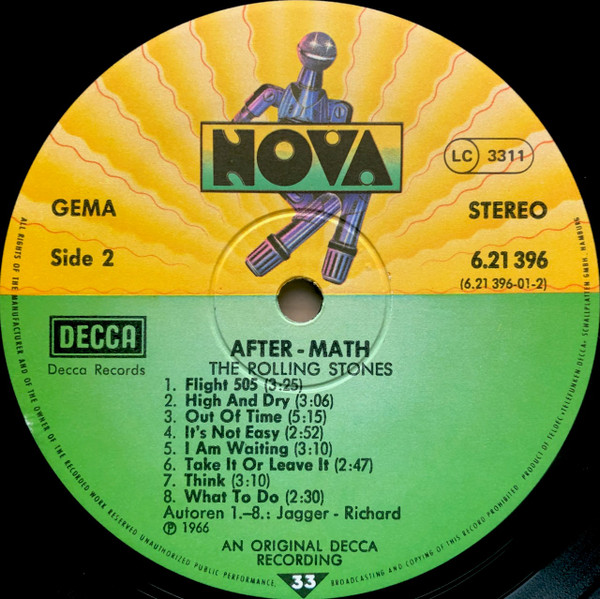 NOVA
LC 3311
GEMA
STEREO
Side 2
6.21 396
(6.21 396-01-2)
DECCA
Decca Records
AFTER-MATH
THE ROLLING STONES
1. Flight 505 (3:25)
2. High And Dry (3:06)
3. Out Of Time (5:15)
4. It's Not Easy (2:52)
5. I Am Waiting (3:10)
6. Take It Or Leave It (2:47)
7. Think (3:10)
8. What To Do (2:30)
Autoren 1.–8.: Jagger - Richard
Ⓟ 1966
AN ORIGINAL DECCA
RECORDING
33
ALL RIGHTS OF THE MANUFACTURER AND OF THE OWNER OF THE RECORDED WORK RESERVED UNAUTHORIZED PUBLIC PERFORMANCE, BROADCASTING AND COPYING OF THIS RECORD PROHIBITED. PRODUCT OF TELDEC »TELEFUNKEN-DECCA« SCHALLPLATTEN GMBH, HAMBURG